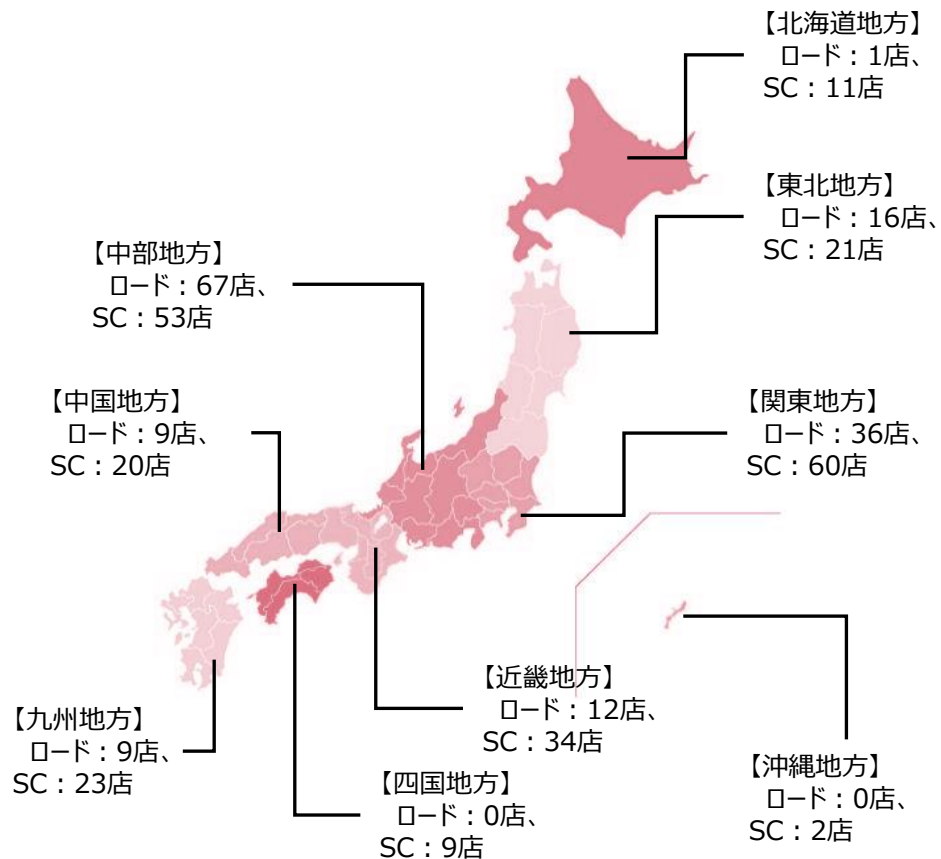 【北海道地方】
ロード：1店、
SC：11店
【東北地方】
ロード：16店、
SC：21店
【中部地方】
ロード：67店、
SC：53店
【中国地方】
ロード：9店、
SC：20店
【関東地方】
ロード：36店、
SC：60店
【近畿地方】
ロード：12店、
SC：34店
【九州地方】
ロード：9店、
SC：23店
【四国地方】
ロード：0店、
SC：9店
【沖縄地方】
ロード：0店、
SC：2店